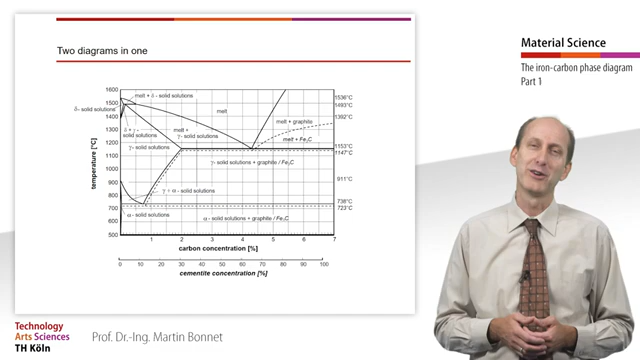 Two diagrams in one
Material Science
The iron-carbon phase diagram
Part 1
1600
1500
1400
1300
1200
1100
1000
900
800
700
600
500
temperature [°C]
melt + δ - solid solutions
δ- solid solutions
δ + γ -
solid solutions
melt +
γ- solid solutions
γ- solid solutions
melt
melt + graphite
melt + Fe₃C
γ- solid solutions + graphite / Fe₃C
γ + α - solid solutions
α - solid solutions
α - solid solutions + graphite / Fe₃C
1536°C
1493°C
1392°C
1153°C
1147°C
911°C
738°C
723°C
1 2 3 4 5 6 7
carbon concentration [%]
0 10 20 30 40 50 60 70 80 90 100
cementite concentration [%]
Technology
Arts Sciences
TH Köln
Prof. Dr.-Ing. Martin Bonnet